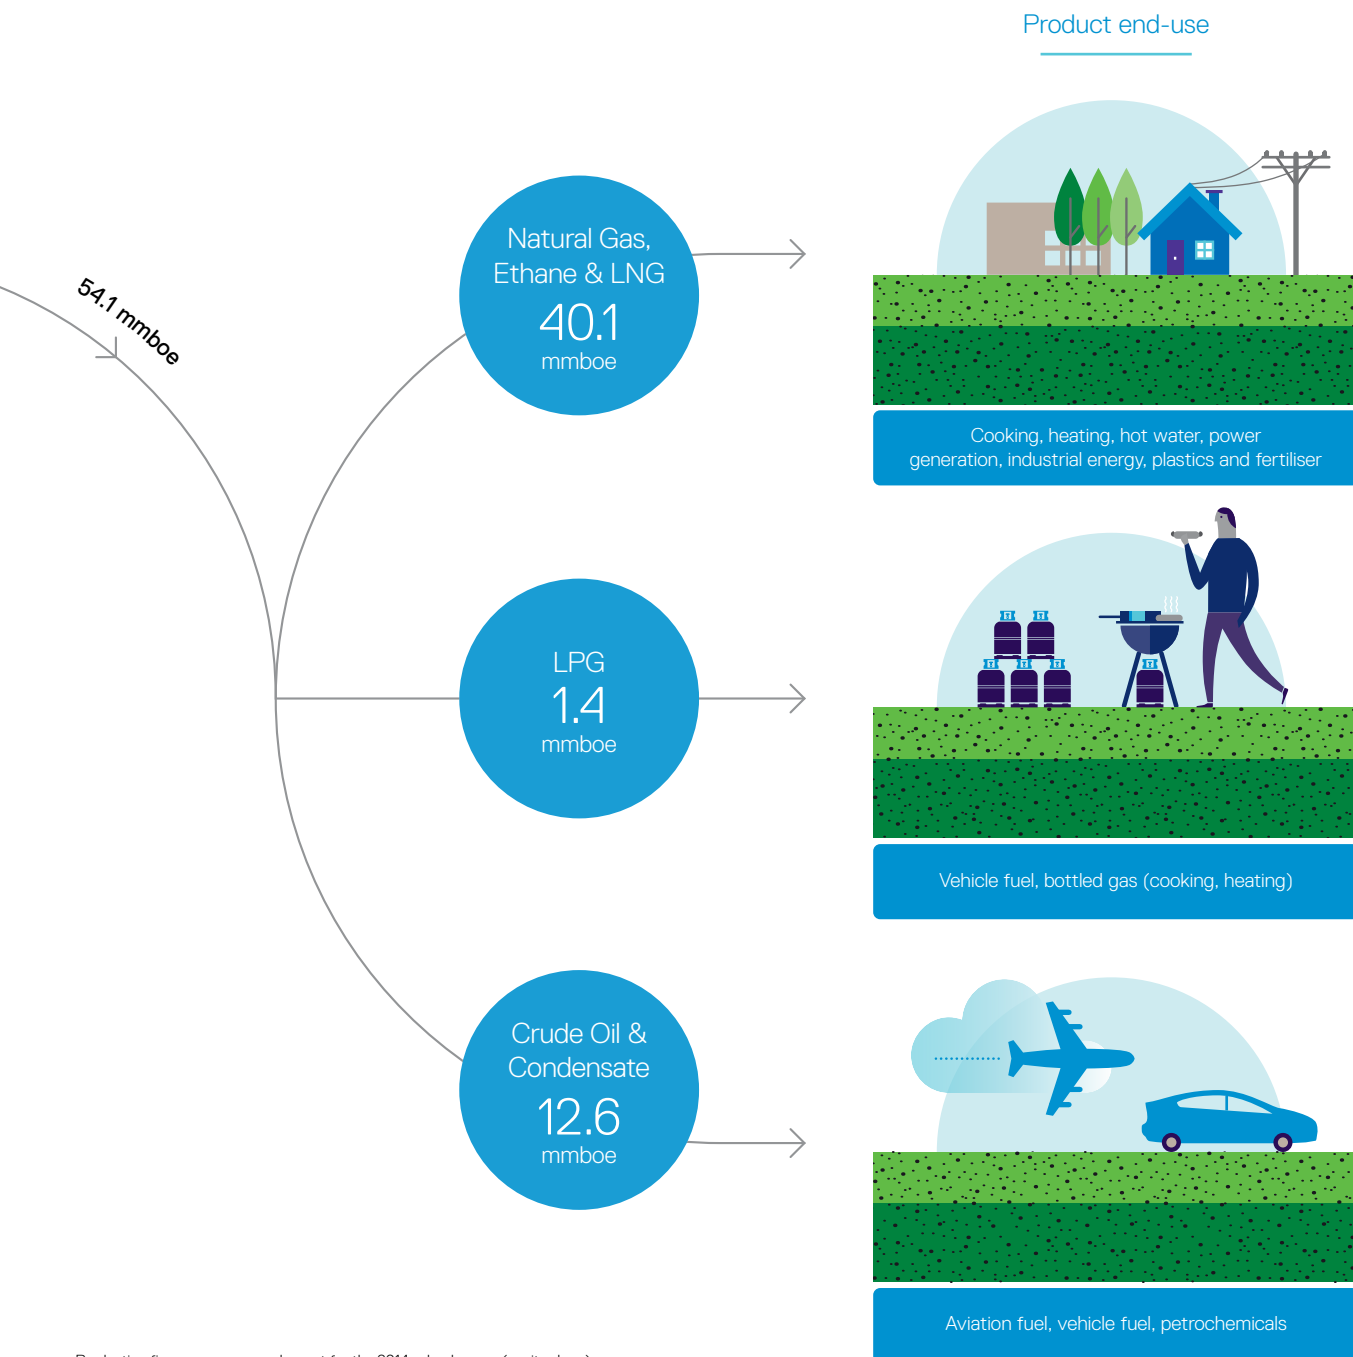 Product end-use
54.1 mmboe
Natural Gas,
Ethane & LNG
40.1
mmboe
Cooking, heating, hot water, power
generation, industrial energy, plastics and fertiliser
LPG
1.4
mmboe
Vehicle fuel, bottled gas (cooking, heating)
Crude Oil &
Condensate
12.6
mmboe
Aviation fuel, vehicle fuel, petrochemicals